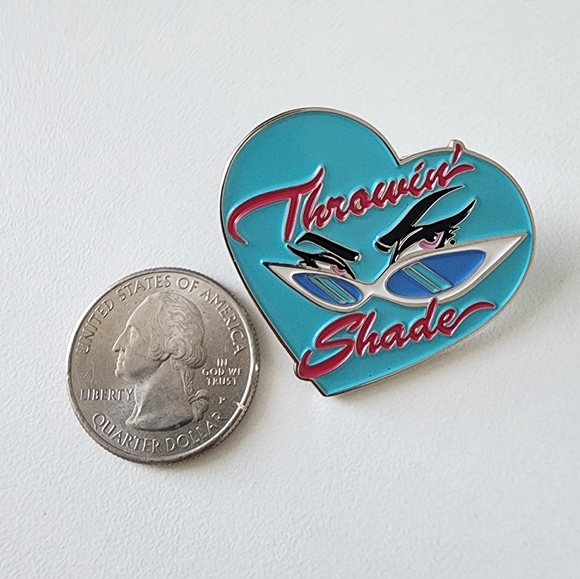 Throwin'
Shade
UNITED STATES OF AMERICA
IN
GOD WE
TRUST
LIBERTY
P
QUARTER DOLLAR